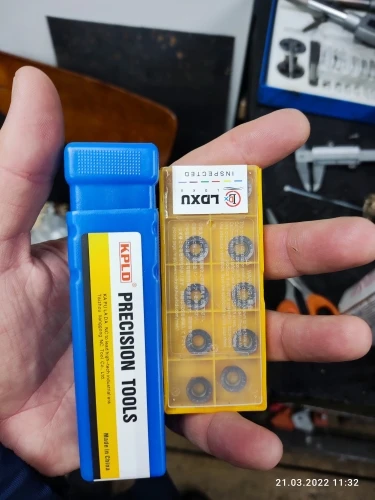 KPLD®
PRECISION TOOLS
Made in China
INSPECTED
LDXU
21.03.2022 11:32